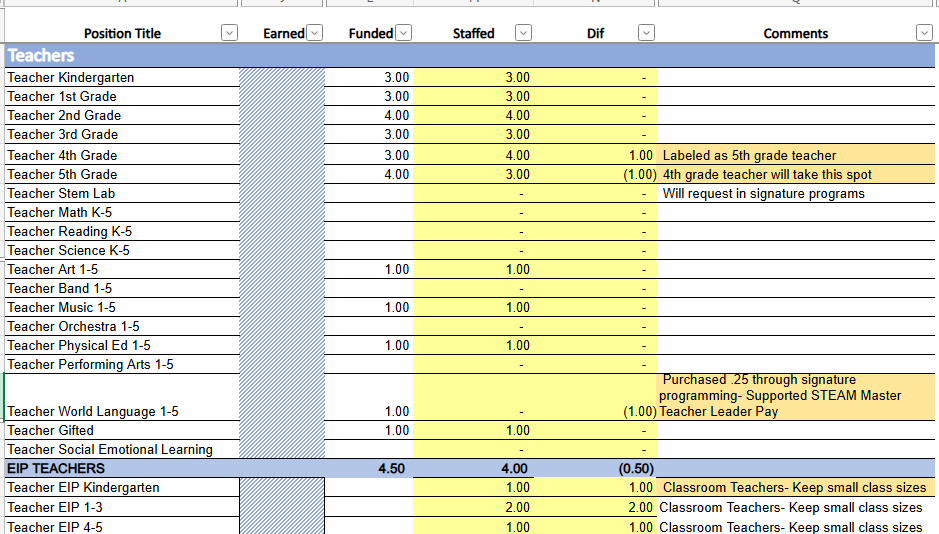 Position Title Earned Funded Staffed Dif Comments
Teachers
Teacher Kindergarten 3.00 3.00 -
Teacher 1st Grade 3.00 3.00 -
Teacher 2nd Grade 4.00 4.00 -
Teacher 3rd Grade 3.00 3.00 -
Teacher 4th Grade 3.00 4.00 1.00 Labeled as 5th grade teacher
Teacher 5th Grade 4.00 3.00 (1.00) 4th grade teacher will take this spot
Teacher Stem Lab - - Will request in signature programs
Teacher Math K-5 - -
Teacher Reading K-5 - -
Teacher Science K-5 - -
Teacher Art 1-5 1.00 1.00 -
Teacher Band 1-5 - -
Teacher Music 1-5 1.00 1.00 -
Teacher Orchestra 1-5 - -
Teacher Physical Ed 1-5 1.00 1.00 -
Teacher Performing Arts 1-5 - -
Purchased .25 through signature
programming- Supported STEAM Master
Teacher World Language 1-5 1.00 - (1.00) Teacher Leader Pay
Teacher Gifted 1.00 1.00 -
Teacher Social Emotional Learning - -
EIP TEACHERS 4.50 4.00 (0.50)
Teacher EIP Kindergarten 1.00 1.00 Classroom Teachers- Keep small class sizes
Teacher EIP 1-3 2.00 2.00 Classroom Teachers- Keep small class sizes
Teacher EIP 4-5 1.00 1.00 Classroom Teachers- Keep small class sizes